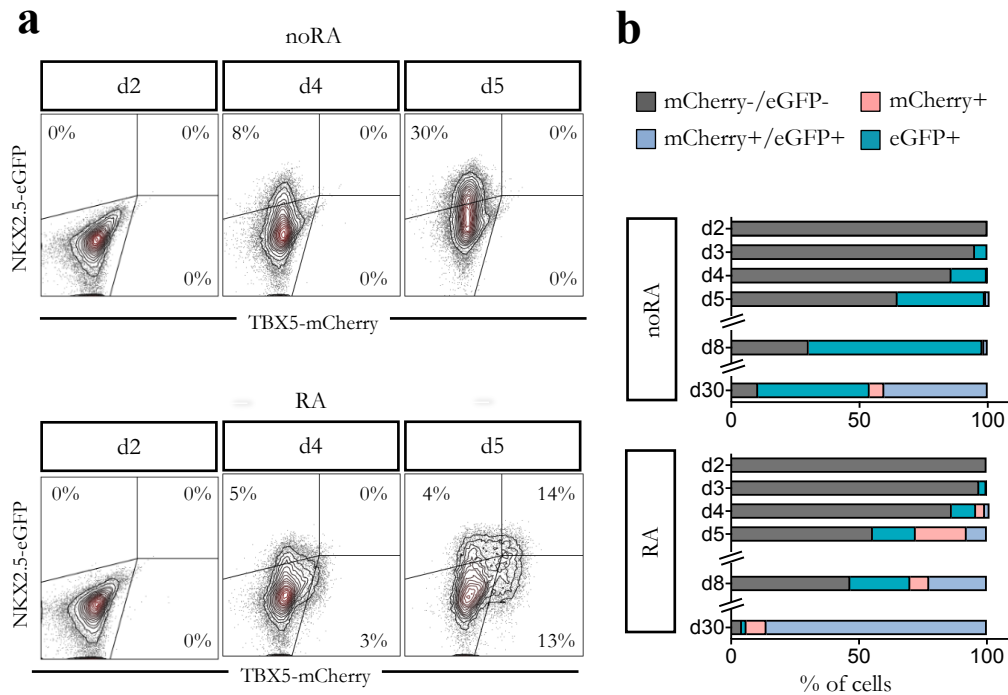 a
noRA
d2 d4 d5
0% 0% 8% 0% 30% 0%
NKX2.5-eGFP
0% 0% 0%
TBX5-mCherry
RA
d2 d4 d5
0% 0% 5% 0% 4% 14%
NKX2.5-eGFP
0% 3% 13%
TBX5-mCherry
b
mCherry-/eGFP- mCherry+
mCherry+/eGFP+ eGFP+
noRA
d2
d3
d4
d5
d8
d30
0 50 100
RA
d2
d3
d4
d5
d8
d30
0 50 100
% of cells